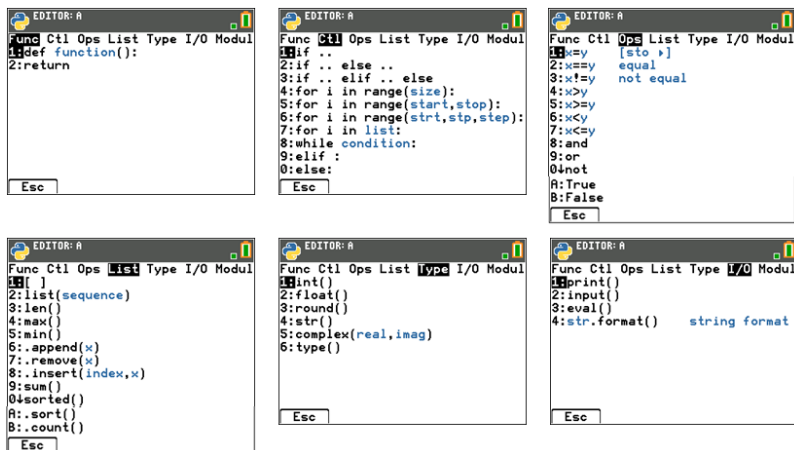 EDITOR: A
Func Ctl Ops List Type I/O Modul
1:def function():
2:return
Esc
EDITOR: A
Func Ctl Ops List Type I/O Modul
1:if ..
2:if .. else ..
3:if .. elif .. else
4:for i in range(size):
5:for i in range(start,stop):
6:for i in range(strt,stp,step):
7:for i in list:
8:while condition:
9:elif :
0:else:
Esc
EDITOR: A
Func Ctl Ops List Type I/O Modul
1:x=y [sto ▸]
2:x==y equal
3:x!=y not equal
4:x>y
5:x>=y
6:x<y
7:x<=y
8:and
9:or
0↓not
A:True
B:False
Esc
EDITOR: A
Func Ctl Ops List Type I/O Modul
1:[ ]
2:list(sequence)
3:len()
4:max()
5:min()
6:.append(x)
7:.remove(x)
8:.insert(index,x)
9:sum()
0↓sorted()
A:.sort()
B:.count()
Esc
EDITOR: A
Func Ctl Ops List Type I/O Modul
1:int()
2:float()
3:round()
4:str()
5:complex(real,imag)
6:type()
Esc
EDITOR: A
Func Ctl Ops List Type I/O Modul
1:print()
2:input()
3:eval()
4:str.format() string format
Esc